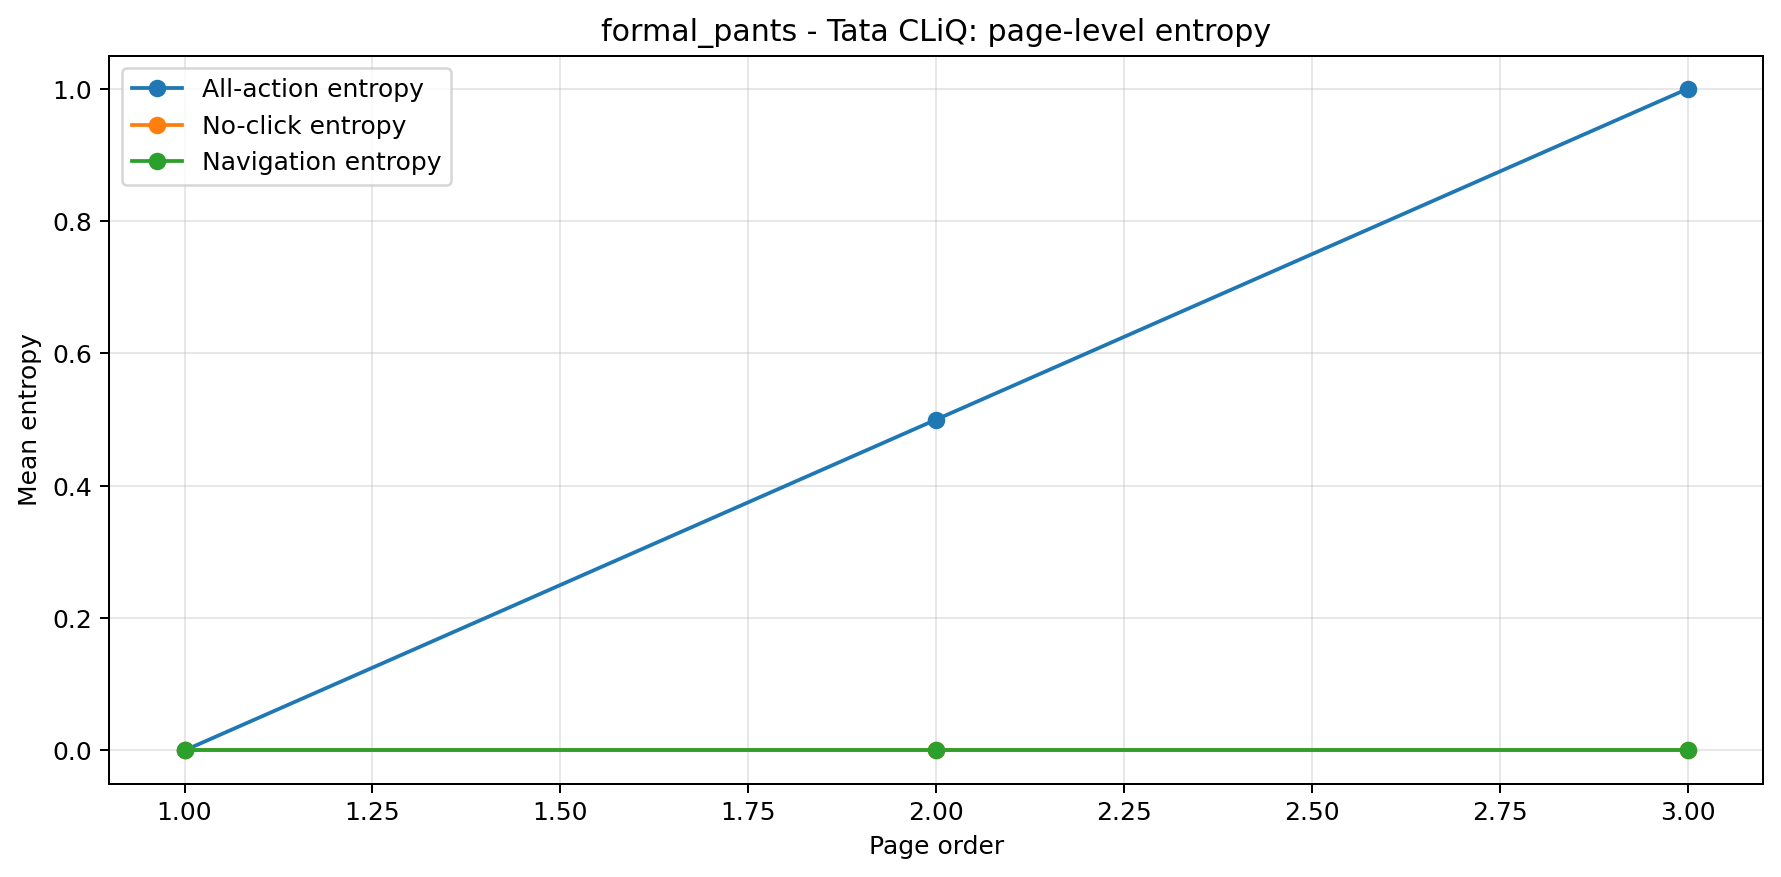 formal_pants - Tata CLiQ: page-level entropy
All-action entropy
No-click entropy
Navigation entropy
Mean entropy
1.0
0.8
0.6
0.4
0.2
0.0
1.00 1.25 1.50 1.75 2.00 2.25 2.50 2.75 3.00
Page order